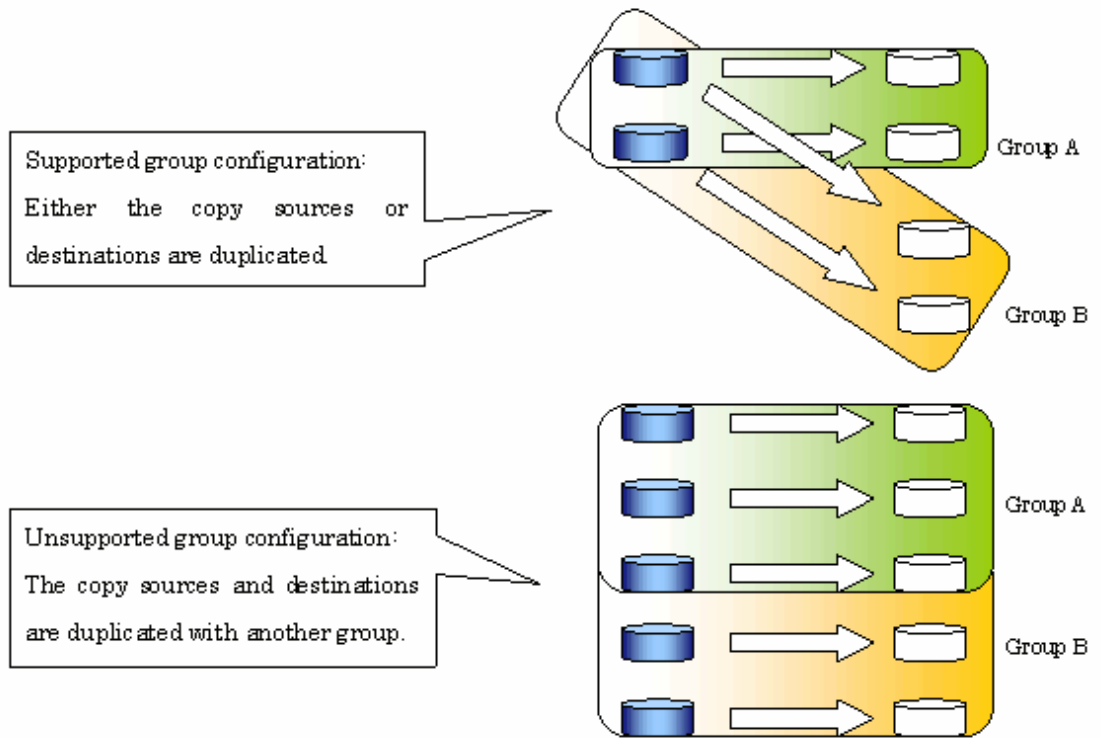 Supported group configuration:
Either the copy sources or
destinations are duplicated
Group A
Group B
Unsupported group configuration:
The copy sources and destinations
are duplicated with another group.
Group A
Group B